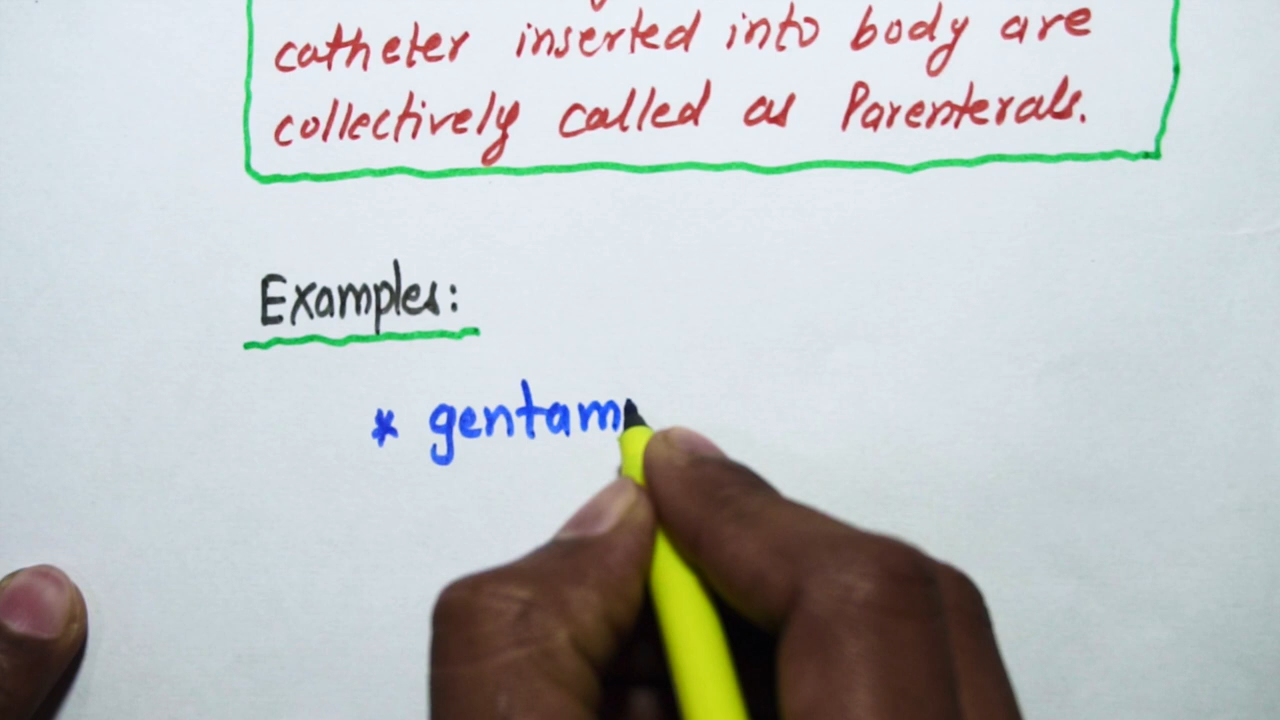 catheter inserted into body are
collectively called as Parenterals.
Examples:
* gentam